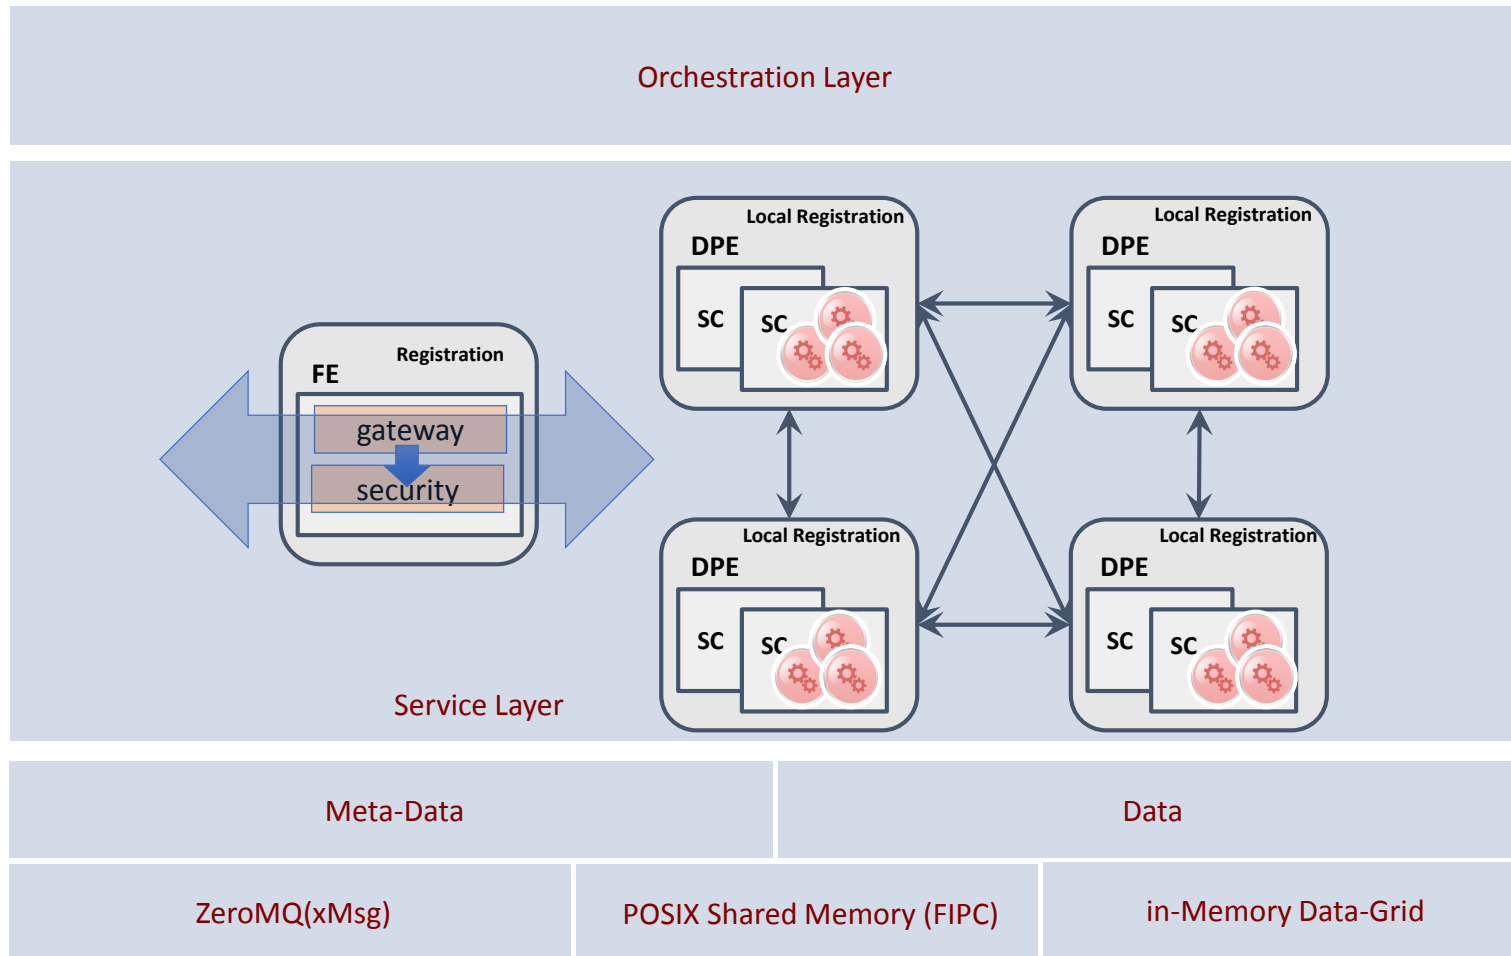 Orchestration Layer
Local Registration
DPE
SC
SC
Local Registration
DPE
SC
SC
Registration
FE
gateway
security
Local Registration
DPE
SC
SC
Local Registration
DPE
SC
SC
Service Layer
Meta-Data
Data
ZeroMQ(xMsg)
POSIX Shared Memory (FIPC)
in-Memory Data-Grid